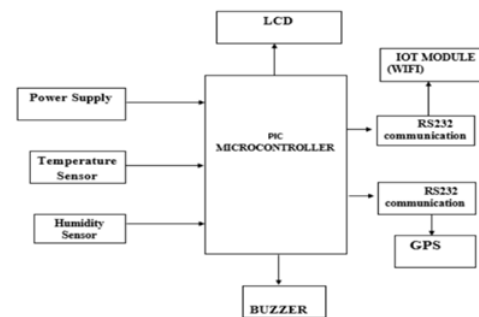 LCD
IOT MODULE
(WIFI)
Power Supply
PIC
MICROCONTROLLER
RS232
communication
Temperature
Sensor
RS232
communication
Humidity
Sensor
GPS
BUZZER